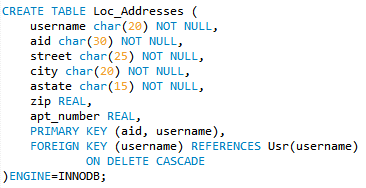 CREATE TABLE Loc_Addresses (
username char(20) NOT NULL,
aid char(30) NOT NULL,
street char(25) NOT NULL,
city char(20) NOT NULL,
astate char(15) NOT NULL,
zip REAL,
apt_number REAL,
PRIMARY KEY (aid, username),
FOREIGN KEY (username) REFERENCES Usr(username)
ON DELETE CASCADE
)ENGINE=INNODB;